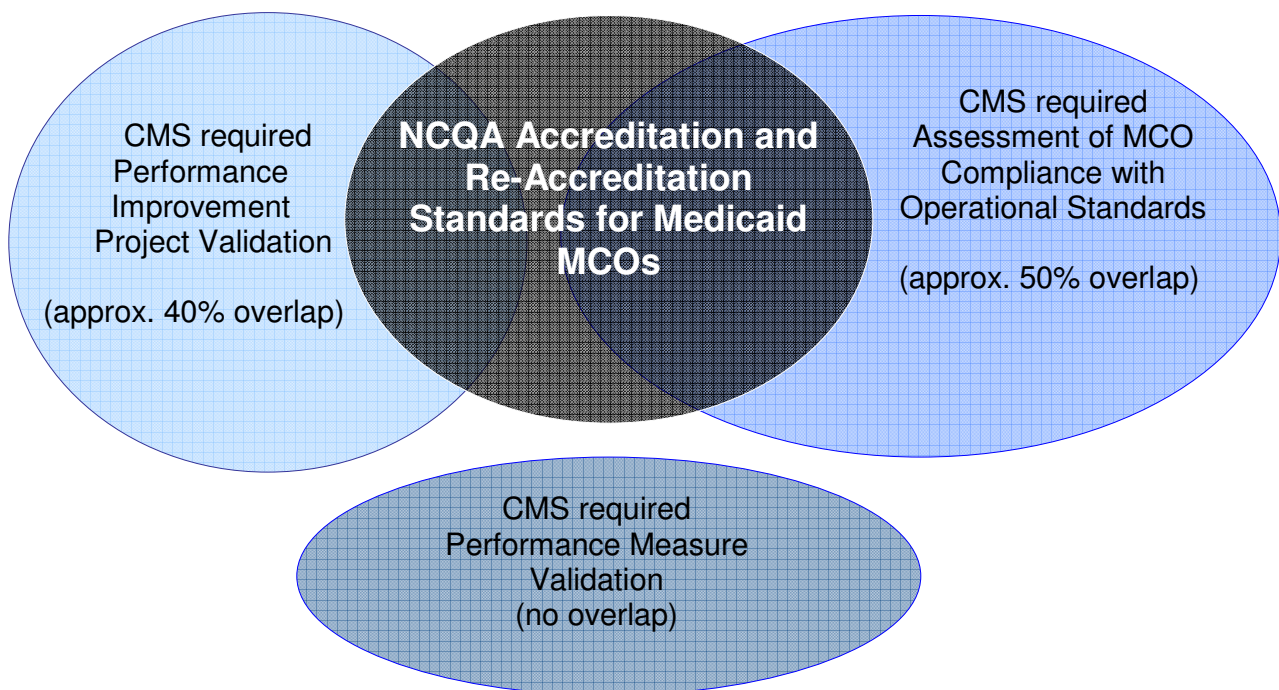 CMS required
Performance
Improvement
Project Validation
(approx. 40% overlap)
NCQA Accreditation and
Re-Accreditation
Standards for Medicaid
MCOs
CMS required
Assessment of MCO
Compliance with
Operational Standards
(approx. 50% overlap)
CMS required
Performance Measure
Validation
(no overlap)